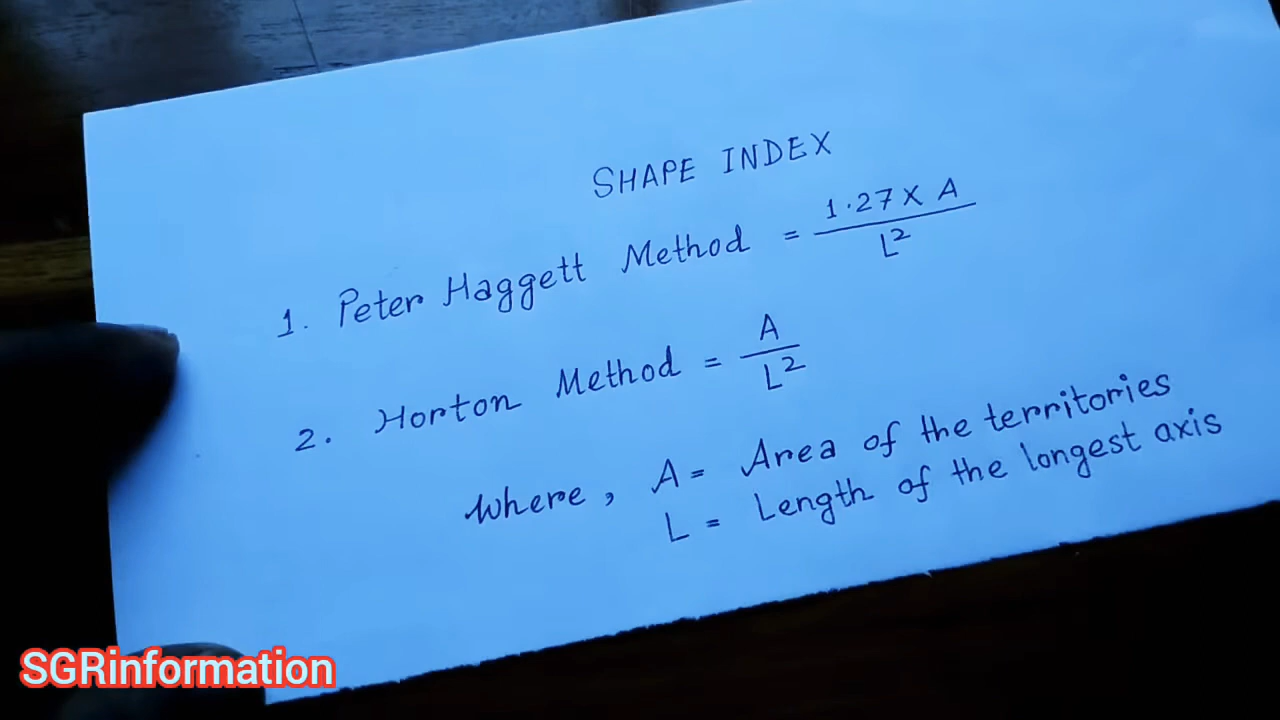 SHAPE INDEX
1. Peter Haggett Method = 1.27 X A / L²
2. Horton Method = A / L²
Where, A = Area of the territories
L = Length of the longest axis
SGRinformation